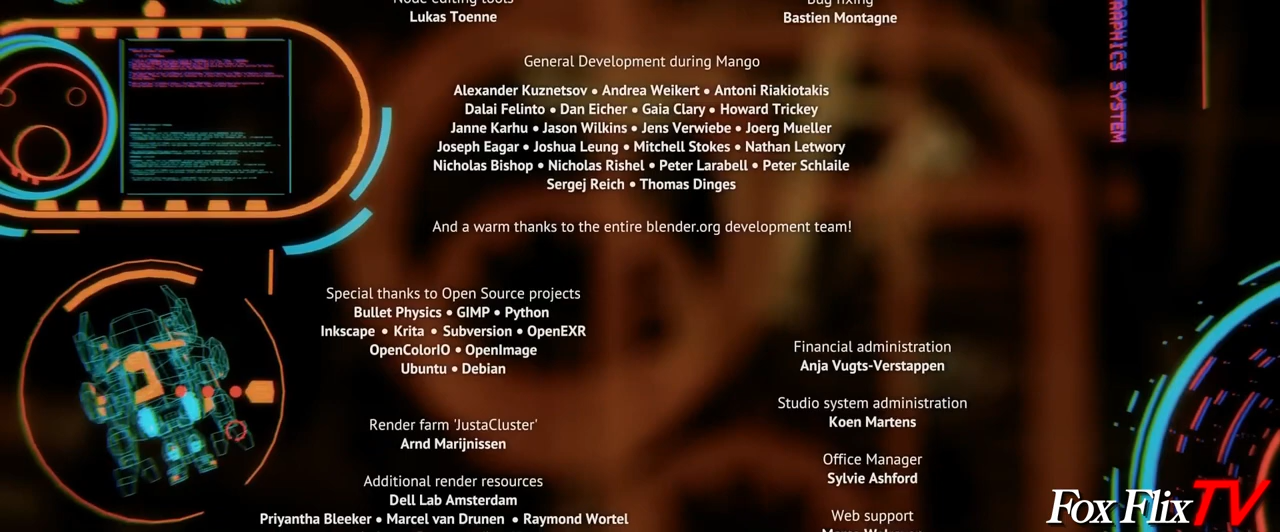 Node editing tools
Lukas Toenne
Bug fixing
Bastien Montagne
General Development during Mango
Alexander Kuznetsov • Andrea Weikert • Antoni Riakiotakis
Dalai Felinto • Dan Eicher • Gaia Clary • Howard Trickey
Janne Karhu • Jason Wilkins • Jens Verwiebe • Joerg Mueller
Joseph Eagar • Joshua Leung • Mitchell Stokes • Nathan Letwory
Nicholas Bishop • Nicholas Rishel • Peter Larabell • Peter Schlaile
Sergej Reich • Thomas Dinges
And a warm thanks to the entire blender.org development team!
Special thanks to Open Source projects
Bullet Physics • GIMP • Python
Inkscape • Krita • Subversion • OpenEXR
OpenColorIO • OpenImage
Ubuntu • Debian
Render farm 'JustaCluster'
Arnd Marijnissen
Additional render resources
Dell Lab Amsterdam
Priyantha Bleeker • Marcel van Drunen • Raymond Wortel
Financial administration
Anja Vugts-Verstappen
Studio system administration
Koen Martens
Office Manager
Sylvie Ashford
Web support
SYSTEM
Fox Flix TV